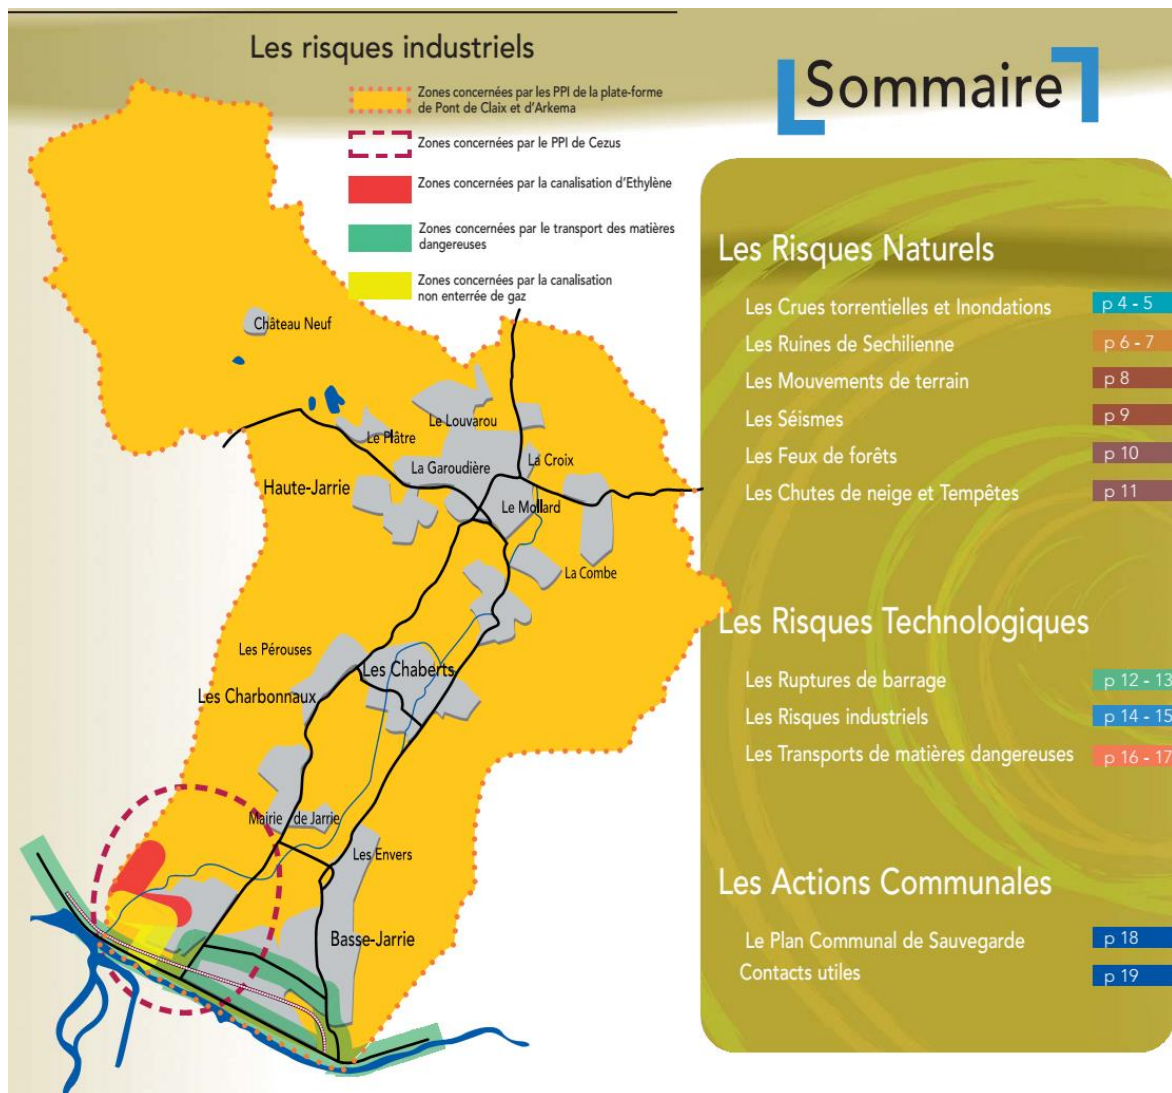 Les risques industriels
Zones concernées par les PPI de la plate-forme
de Pont de Claix et d'Arkema
Zones concernées par le PPI de Cezus
Zones concernées par la canalisation d'Ethylène
Zones concernées par le transport des matières
dangereuses
Zones concernées par la canalisation
non enterrée de gaz
Château Neuf
Le Louvarou
Le Plâtre
La Garoudière
La Croix
Haute-Jarrie
Le Mollard
La Combe
Les Pérouses
Les Chaberts
Les Charbonnaux
Mairie de Jarrie
Les Envers
Basse-Jarrie
Sommaire
Les Risques Naturels
Les Crues torrentielles et Inondations p 4 - 5
Les Ruines de Sechilienne p 6 - 7
Les Mouvements de terrain p 8
Les Séismes p 9
Les Feux de forêts p 10
Les Chutes de neige et Tempêtes p 11
Les Risques Technologiques
Les Ruptures de barrage p 12 - 13
Les Risques industriels p 14 - 15
Les Transports de matières dangereuses p 16 - 17
Les Actions Communales
Le Plan Communal de Sauvegarde p 18
Contacts utiles p 19